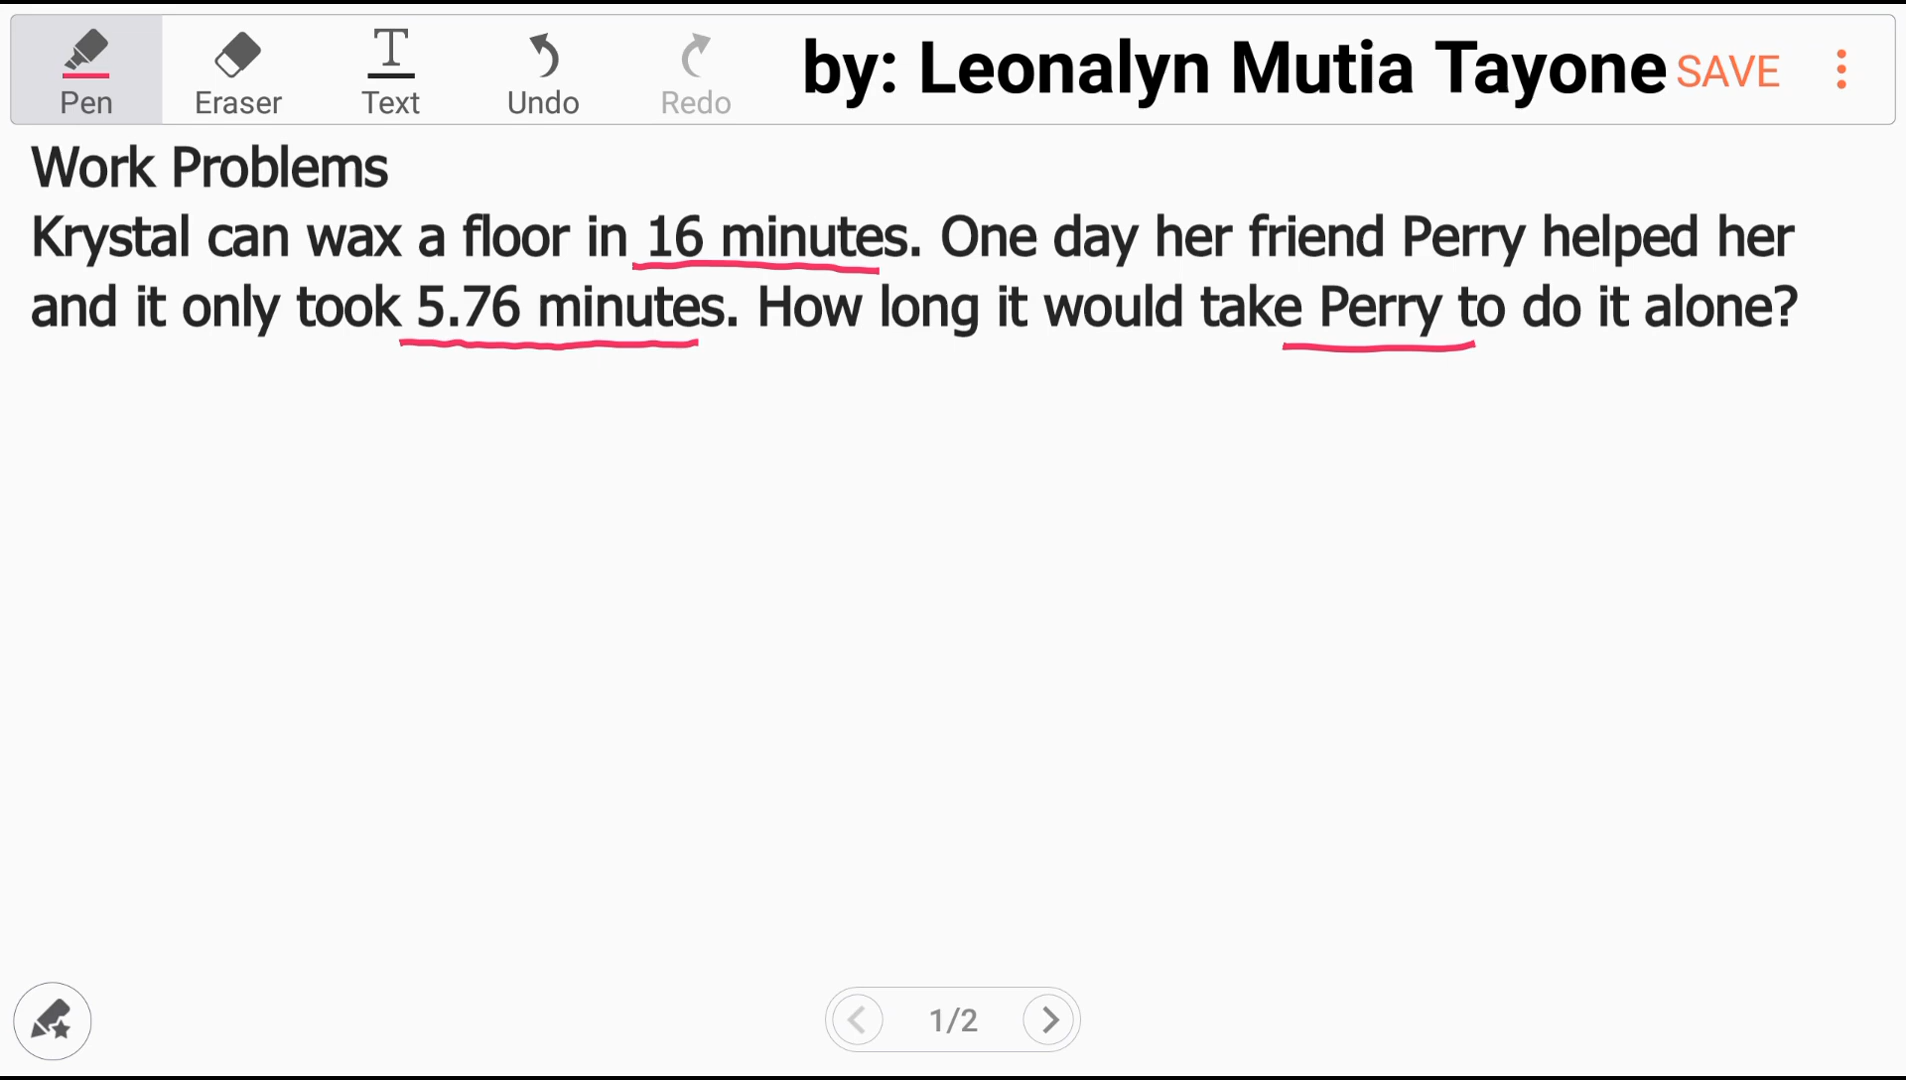 Pen Eraser Text Undo Redo by: Leonalyn Mutia Tayone SAVE
Work Problems
Krystal can wax a floor in 16 minutes. One day her friend Perry helped her
and it only took 5.76 minutes. How long it would take Perry to do it alone?
1/2